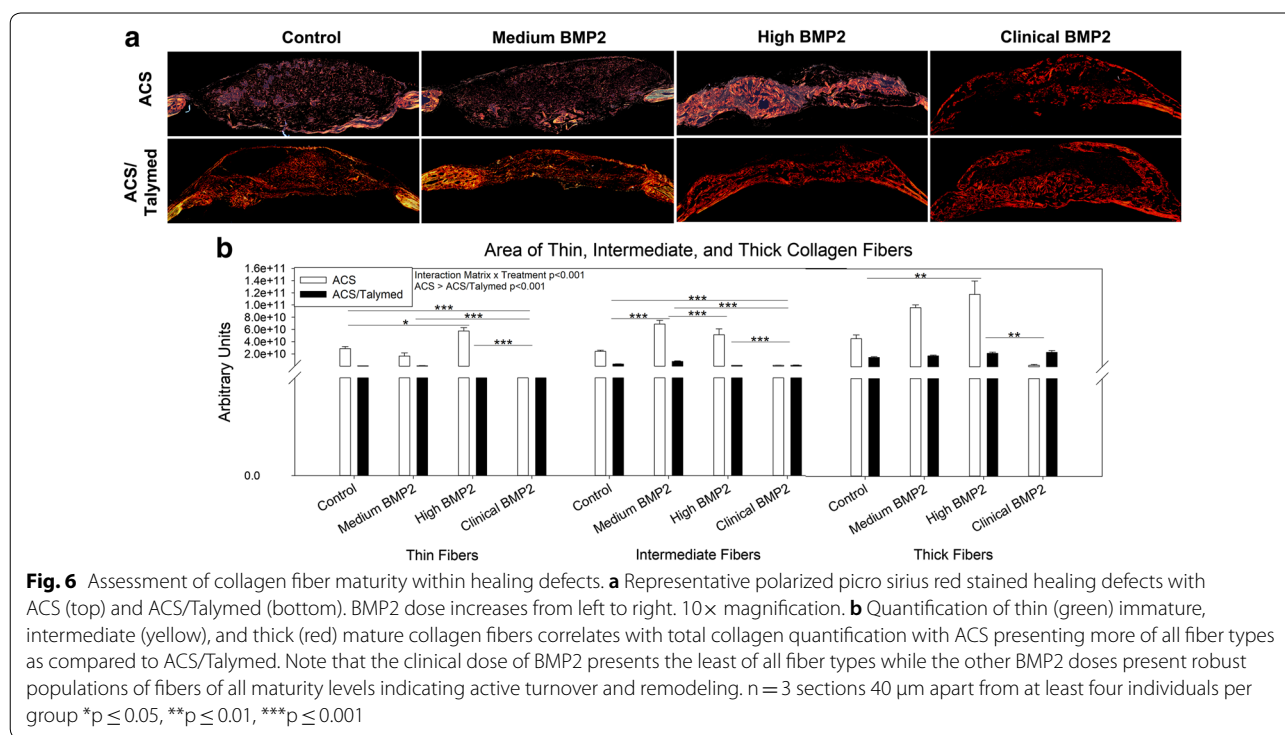 a
Control Medium BMP2 High BMP2 Clinical BMP2
ACS
ACS/
Talymed
b
Area of Thin, Intermediate, and Thick Collagen Fibers
Arbitrary Units
1.6e+11
1.4e+11
1.2e+11
1.0e+11
8.0e+10
6.0e+10
4.0e+10
2.0e+10
0.0
ACS
ACS/Talymed
Interaction Matrix x Treatment p<0.001
ACS > ACS/Talymed p<0.001
***
***
*
***
***
***
*** ***
***
**
**
Control Medium BMP2 High BMP2 Clinical BMP2 Control Medium BMP2 High BMP2 Clinical BMP2 Control Medium BMP2 High BMP2 Clinical BMP2
Thin Fibers Intermediate Fibers Thick Fibers
Fig. 6 Assessment of collagen fiber maturity within healing defects. a Representative polarized picro sirius red stained healing defects with
ACS (top) and ACS/Talymed (bottom). BMP2 dose increases from left to right. 10× magnification. b Quantification of thin (green) immature,
intermediate (yellow), and thick (red) mature collagen fibers correlates with total collagen quantification with ACS presenting more of all fiber types
as compared to ACS/Talymed. Note that the clinical dose of BMP2 presents the least of all fiber types while the other BMP2 doses present robust
populations of fibers of all maturity levels indicating active turnover and remodeling. n = 3 sections 40 μm apart from at least four individuals per
group *p ≤ 0.05, **p ≤ 0.01, ***p ≤ 0.001